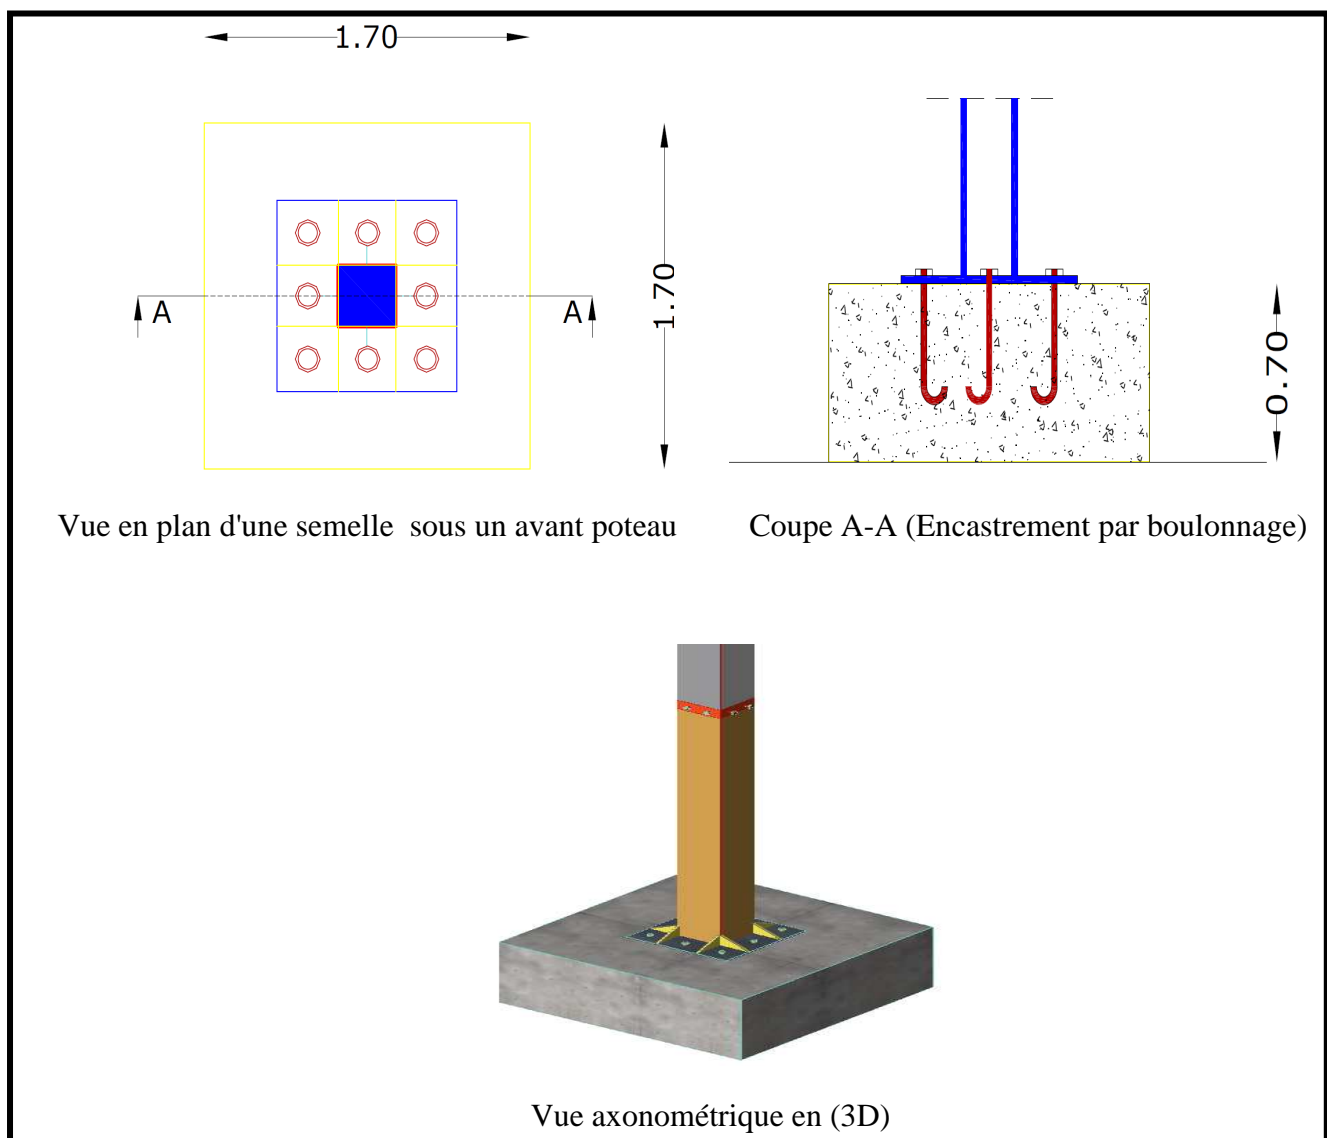 1.70
1.70
A
A
0.70
Vue en plan d'une semelle sous un avant poteau
Coupe A-A (Encastrement par boulonnage)
Vue axonométrique en (3D)